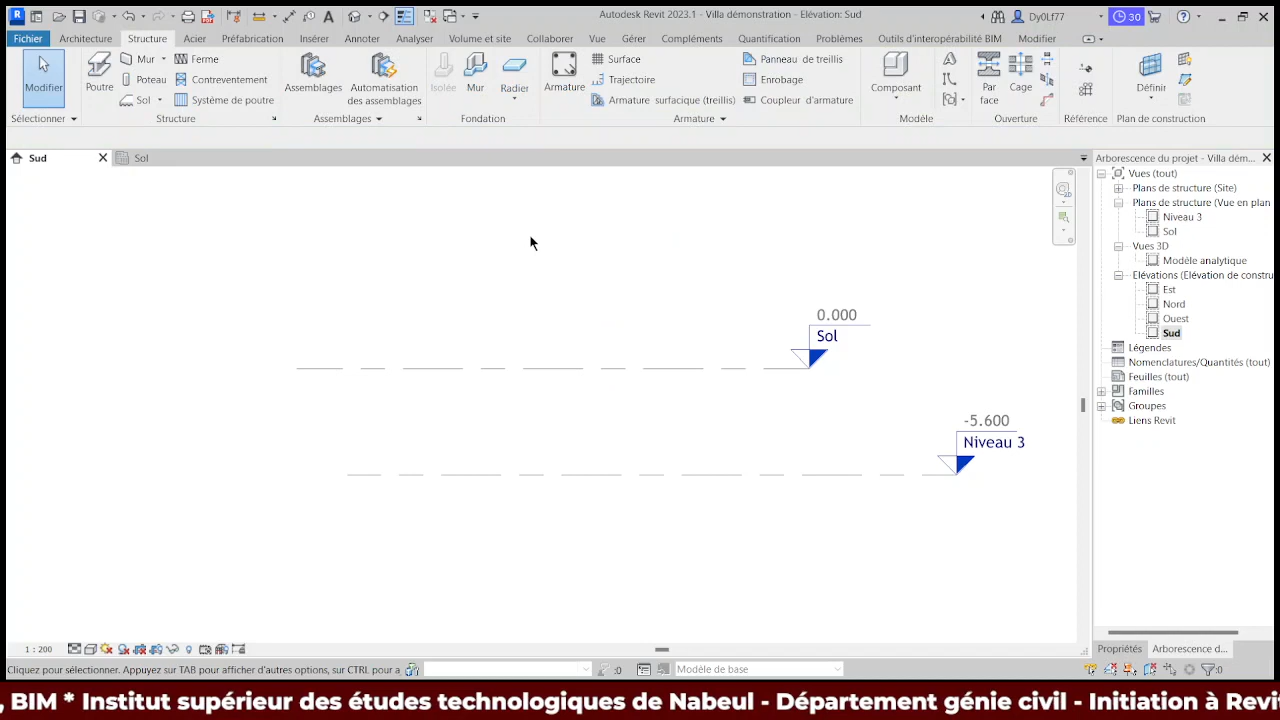 Autodesk Revit 2023.1 - Villa démonstration - Elévation: Sud
Dy0Lf77
30
Fichier Architecture Structure Acier Préfabrication Insérer Annoter Analyser Volume et site Collaborer Vue Gérer Compléments Quantification Problèmes Outils d'interopérabilité BIM Modifier
Modifier
Poutre
Mur
Poteau
Sol
Ferme
Contreventement
Système de poutre
Assemblages
Automatisation
des assemblages
Isolée
Mur
Radier
Armature
Surface
Trajectoire
Armature surfacique (treillis)
Panneau de treillis
Enrobage
Coupleur d'armature
Composant
Par
face
Cage
Définir
Sélectionner
Structure
Assemblages
Fondation
Armature
Modèle
Ouverture
Référence
Plan de construction
Sud
Sol
Arborescence du projet - Villa dém...
Vues (tout)
Plans de structure (Site)
Plans de structure (Vue en plan
Niveau 3
Sol
Vues 3D
Modèle analytique
Elévations (Elévation de constru
Est
Nord
Ouest
Sud
Légendes
Nomenclatures/Quantités (tout)
Feuilles (tout)
Familles
Groupes
Liens Revit
2D
0.000
Sol
-5.600
Niveau 3
1 : 200
Propriétés
Arborescence d...
Cliquez pour sélectionner. Appuyez sur TAB pour afficher d'autres options, sur CTRL pour a
:0
Modèle de base
:0
, BIM * Institut supérieur des études technologiques de Nabeul - Département génie civil - Initiation à Revi